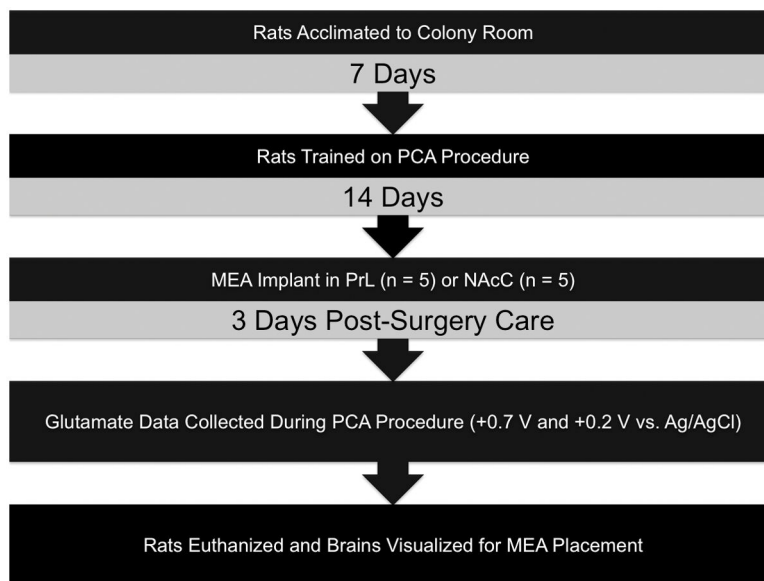 Rats Acclimated to Colony Room
7 Days
Rats Trained on PCA Procedure
14 Days
MEA Implant in PrL (n = 5) or NAcC (n = 5)
3 Days Post-Surgery Care
Glutamate Data Collected During PCA Procedure (+0.7 V and +0.2 V vs. Ag/AgCl)
Rats Euthanized and Brains Visualized for MEA Placement